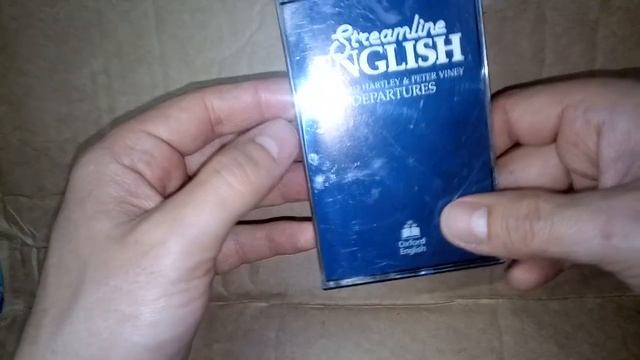 Streamline
ENGLISH
HARTLEY & PETER VINEY
DEPARTURES
Oxford
English